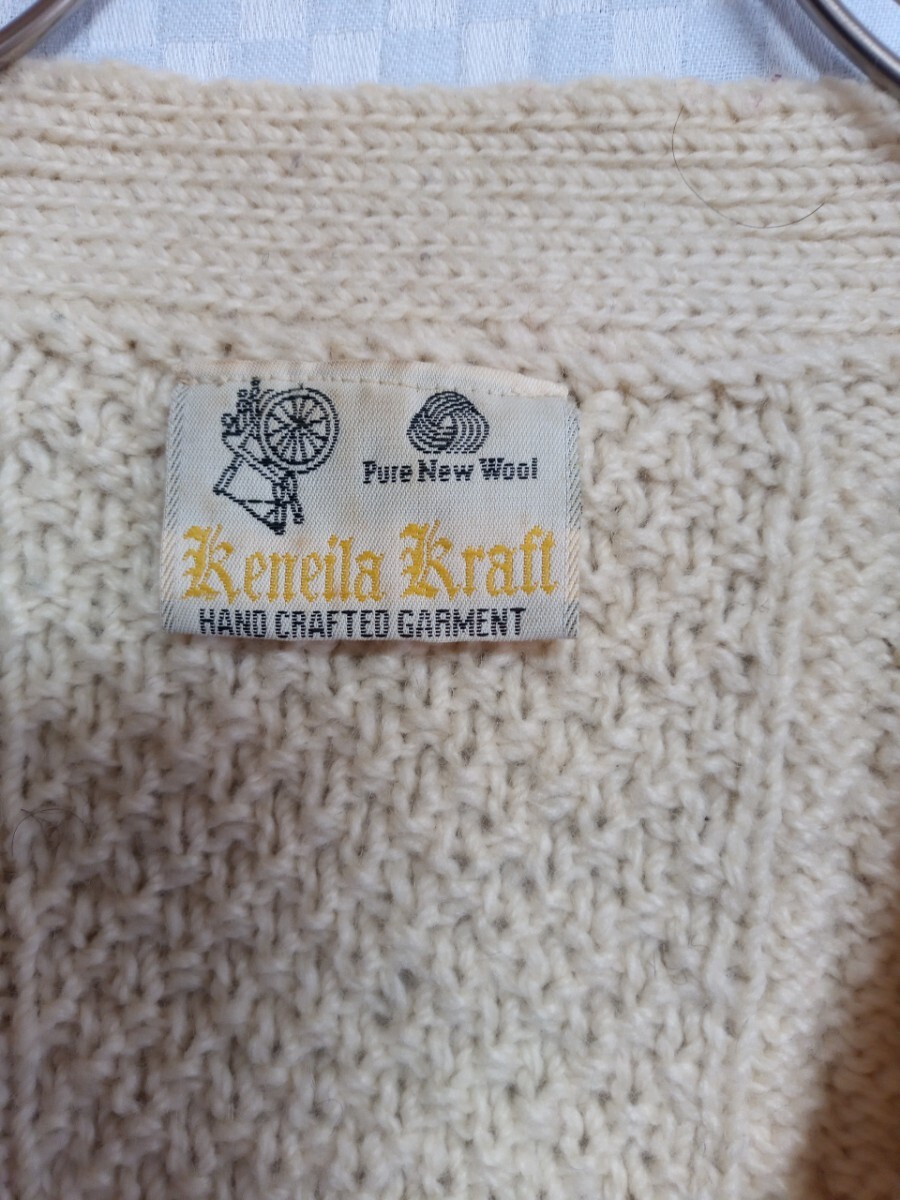 Pure New Wool
Keneila Kraft
HAND CRAFTED GARMENT